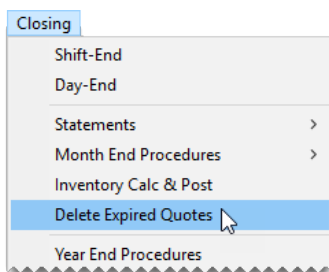 Closing
Shift-End
Day-End
Statements
Month End Procedures
Inventory Calc & Post
Delete Expired Quotes
Year End Procedures